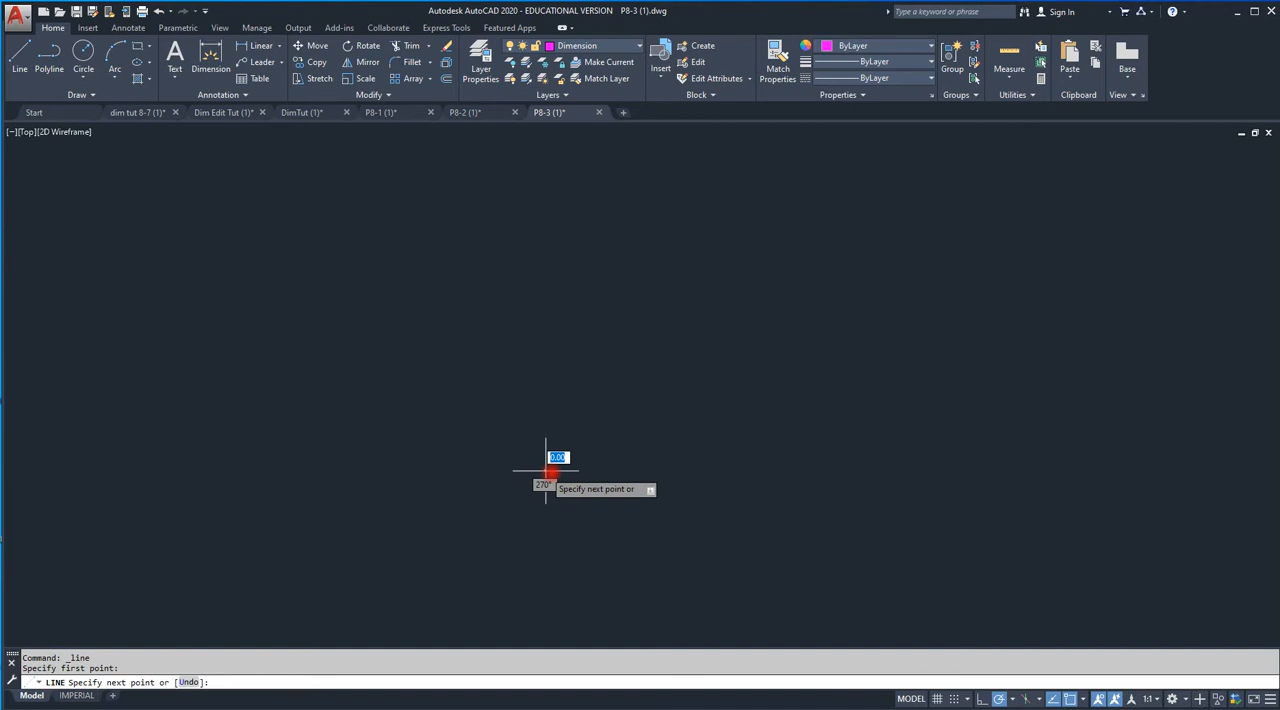 Autodesk AutoCAD 2020 - EDUCATIONAL VERSION P8-3 (1).dwg
Type a keyword or phrase
Sign In
Home Insert Annotate Parametric View Manage Output Add-ins Collaborate Express Tools Featured Apps
Line Polyline Circle Arc
Text Dimension
Linear
Leader
Table
Move Rotate Trim
Copy Mirror Fillet
Stretch Scale Array
Layer Properties
Dimension
Make Current
Match Layer
Insert
Create
Edit
Edit Attributes
Match Properties
ByLayer
ByLayer
ByLayer
Group
Measure
Paste
Base
Draw Annotation Modify Layers Block Properties Groups Utilities Clipboard View
Start dim tut 8-7 (1)* Dim Edit Tut (1)* DimTut (1)* P8-1 (1)* P8-2 (1)* P8-3 (1)*
[−][Top][2D Wireframe]
0.00
270°
Specify next point or
Command: _line
Specify first point:
LINE Specify next point or [Undo]:
Model IMPERIAL
MODEL
1:1